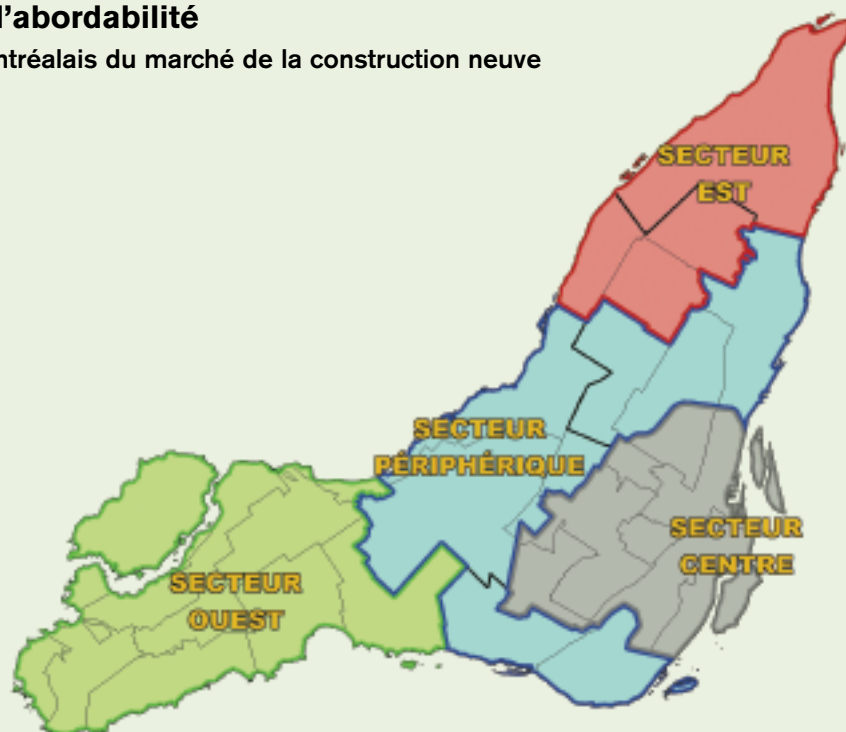 l'abordabilité
ntréalais du marché de la construction neuve
SECTEUR
EST
SECTEUR
PÉRIPHÉRIQUE
SECTEUR
CENTRE
SECTEUR
OUEST